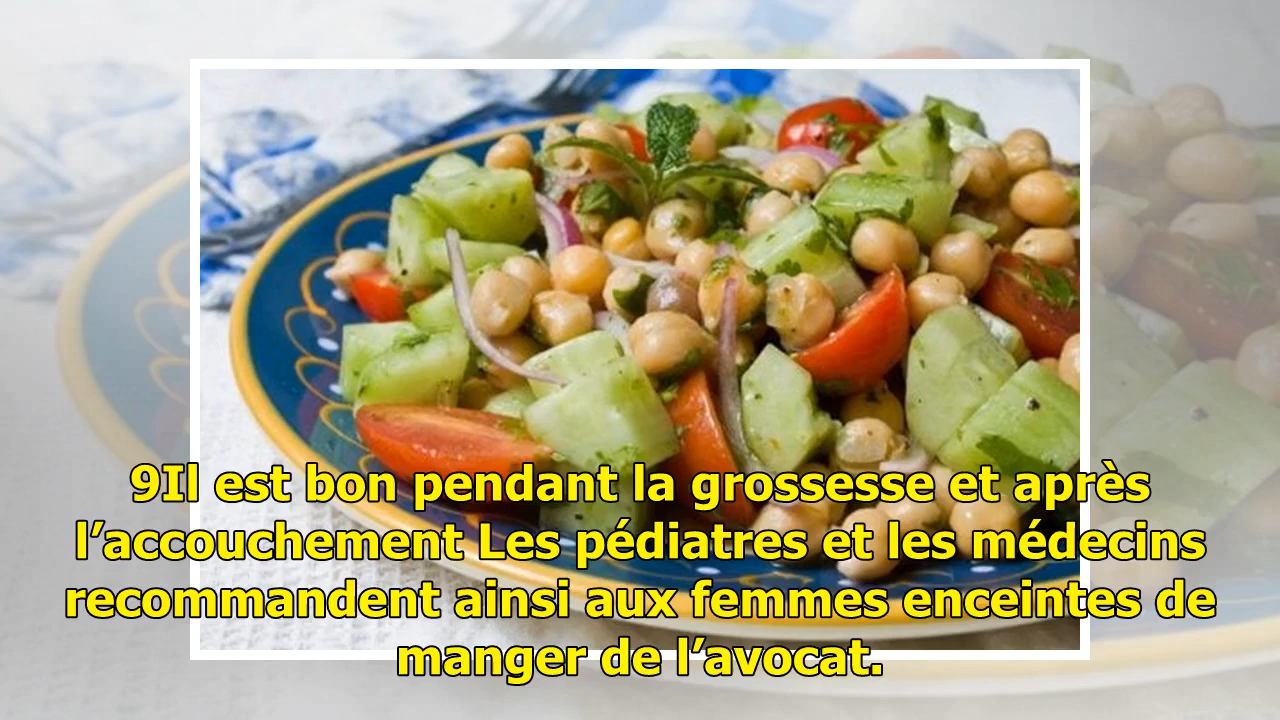 9Il est bon pendant la grossesse et après
l’accouchement Les pédiatres et les médecins
recommandent ainsi aux femmes enceintes de
manger de l’avocat.